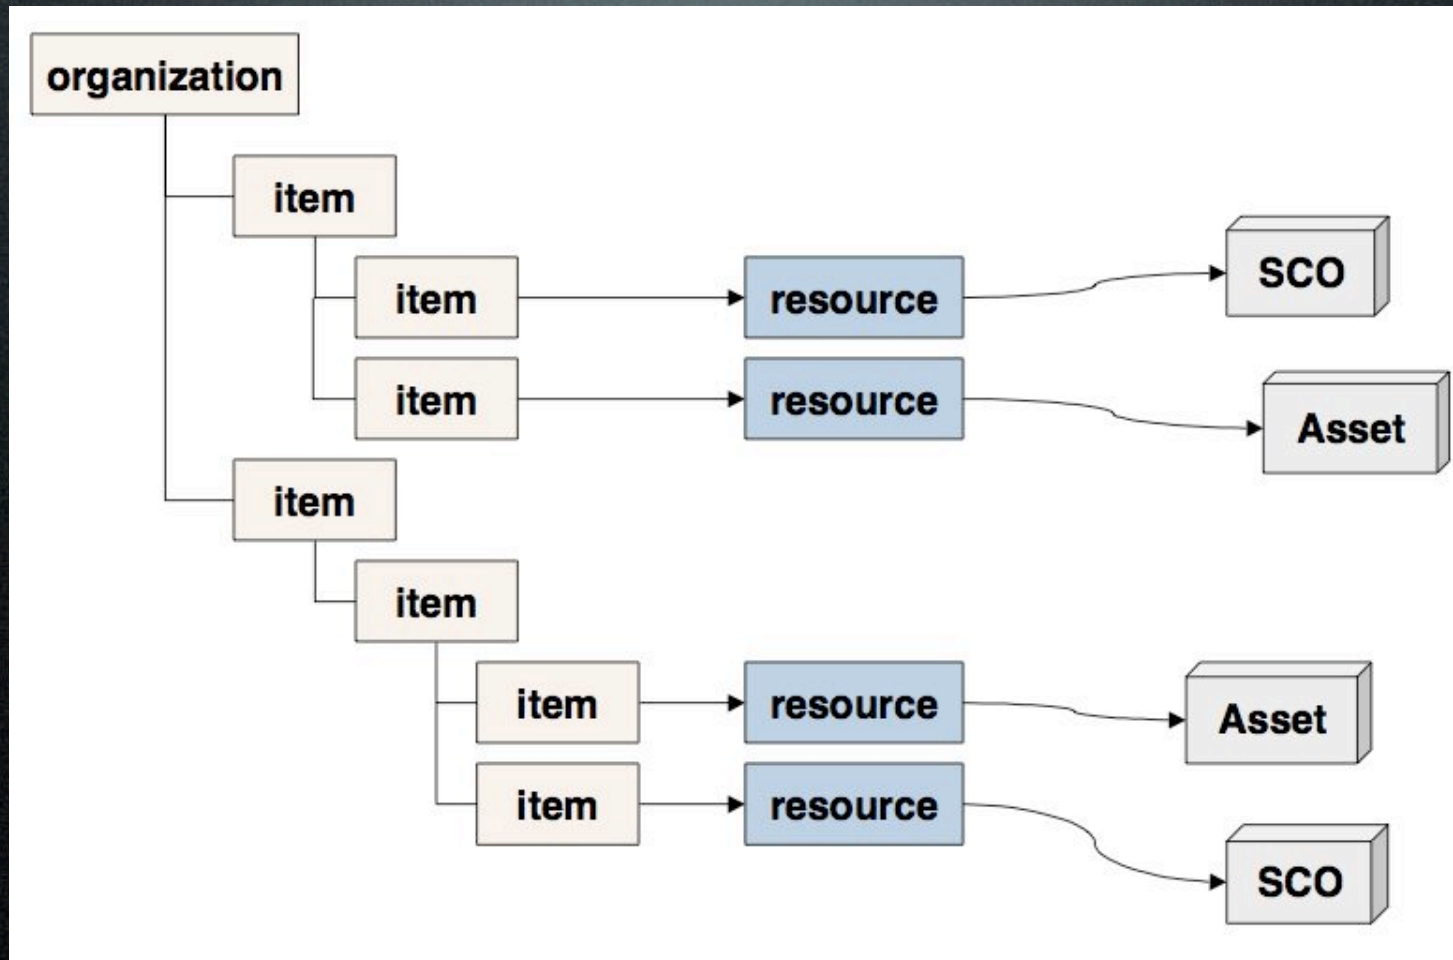 organization
item
item
resource
SCO
item
resource
Asset
item
item
item
resource
Asset
item
resource
SCO